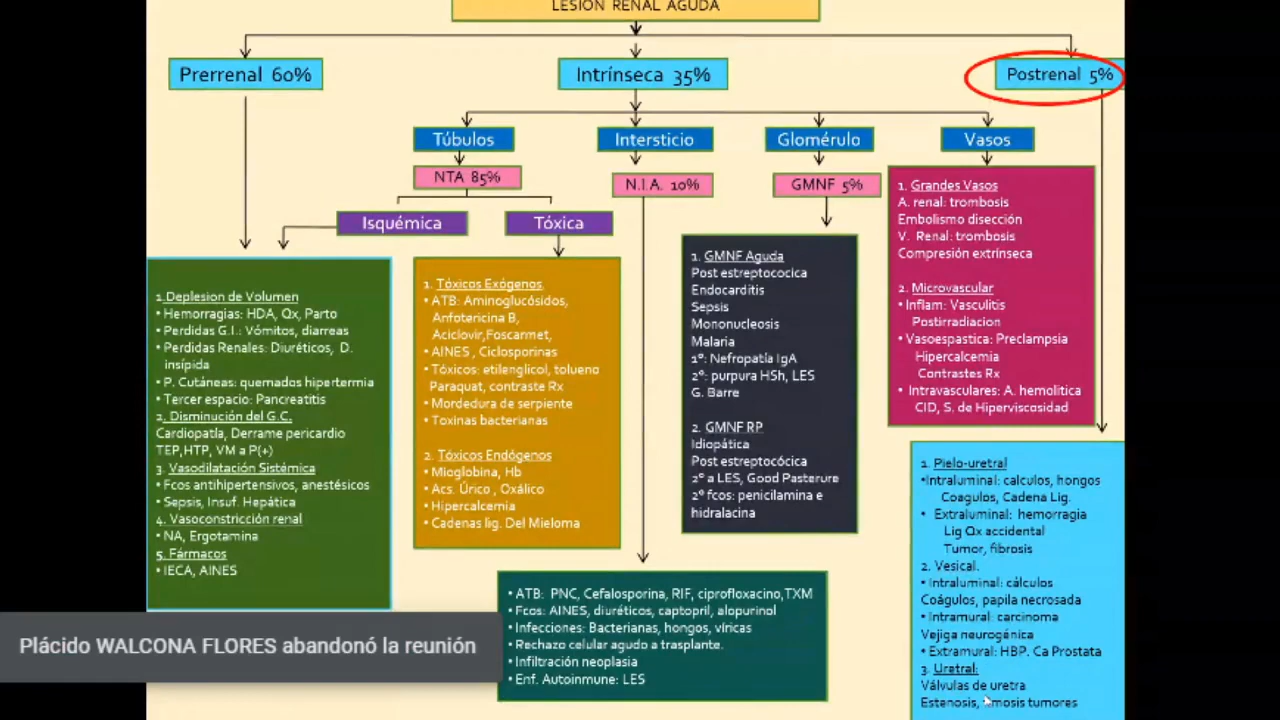 LESION RENAL AGUDA
Prerrenal 60%
Intrínseca 35%
Postrenal 5%
Túbulos
Intersticio
Glomérulo
Vasos
NTA 85%
N.I.A. 10%
GMNF 5%
Isquémica
Tóxica
1.Deplesion de Volumen
• Hemorragias: HDA, Qx, Parto
• Perdidas G.I.: Vómitos, diarreas
• Perdidas Renales: Diuréticos, D.
insípida
• P. Cutáneas: quemados hipertermia
• Tercer espacio: Pancreatitis
2. Disminución del G.C.
Cardiopatía, Derrame pericardio
TEP,HTP, VM a P(+)
3. Vasodilatación Sistémica
• Fcos antihipertensivos, anestésicos
• Sepsis, Insuf. Hepática
4. Vasoconstricción renal
• NA, Ergotamina
5. Fármacos
• IECA, AINES
1. Tóxicos Exógenos
• ATB: Aminoglucósidos,
Anfotericina B,
Aciclovir,Foscarmet,
• AINES , Ciclosporinas
• Tóxicos: etilenglicol, tolueno
Paraquat, contraste Rx
• Mordedura de serpiente
• Toxinas bacterianas
2. Tóxicos Endógenos
• Mioglobina, Hb
• Acs. Úrico , Oxálico
• Hipercalcemia
• Cadenas lig. Del Mieloma
• ATB: PNC, Cefalosporina, RIF, ciprofloxacino,TXM
• Fcos: AINES, diuréticos, captopril, alopurinol
• Infecciones: Bacterianas, hongos, víricas
• Rechazo celular agudo a trasplante.
• Infiltración neoplasia
• Enf. Autoinmune: LES
1. GMNF Aguda
Post estreptococica
Endocarditis
Sepsis
Mononucleosis
Malaria
1º: Nefropatía IgA
2º: purpura HSh, LES
G. Barre
2. GMNF RP
Idiopática
Post estreptocócica
2º a LES, Good Pasterure
2º fcos: penicilamina e
hidralacina
1. Grandes Vasos
A. renal: trombosis
Embolismo disección
V. Renal: trombosis
Compresión extrínseca
2. Microvascular
• Inflam: Vasculitis
Postirradiacion
• Vasoespastica: Preclampsia
Hipercalcemia
Contrastes Rx
• Intravasculares: A. hemolitica
CID, S. de Hiperviscosidad
1. Pielo-uretral
•Intraluminal: calculos, hongos
Coagulos, Cadena Lig.
• Extraluminal: hemorragia
Lig Qx accidental
Tumor, fibrosis
2. Vesical.
• Intraluminal: cálculos
Coágulos, papila necrosada
• Intramural: carcinoma
Vejiga neurogénica
• Extramural: HBP. Ca Prostata
3. Uretral:
Válvulas de uretra
Estenosis, tumores
Plácido WALCONA FLORES abandonó la reunión